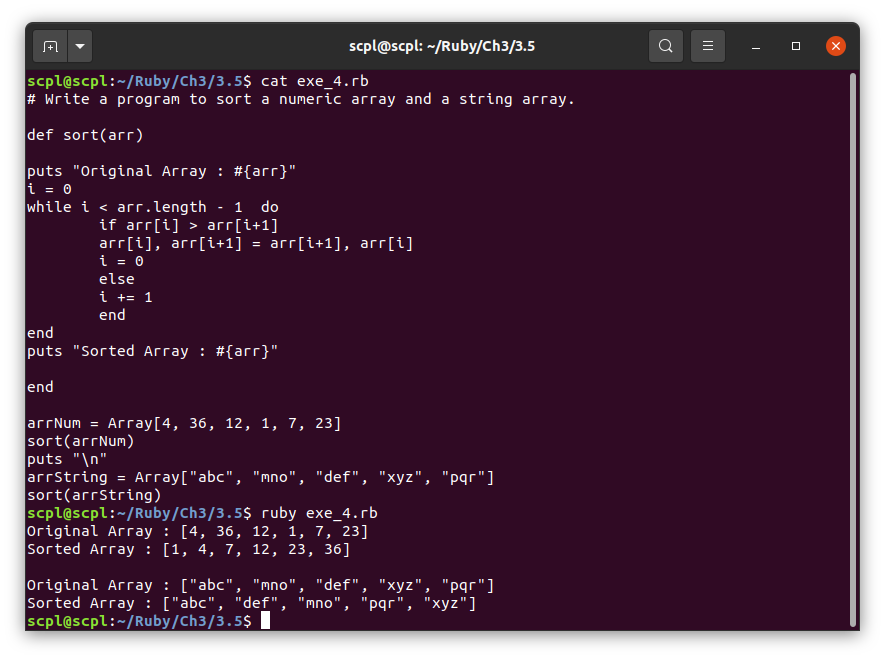 scpl@scpl: ~/Ruby/Ch3/3.5
scpl@scpl:~/Ruby/Ch3/3.5$ cat exe_4.rb
# Write a program to sort a numeric array and a string array.

def sort(arr)

puts "Original Array : #{arr}"
i = 0
while i < arr.length - 1  do
        if arr[i] > arr[i+1]
        arr[i], arr[i+1] = arr[i+1], arr[i]
        i = 0
        else
        i += 1
        end
end
puts "Sorted Array : #{arr}"

end

arrNum = Array[4, 36, 12, 1, 7, 23]
sort(arrNum)
puts "\n"
arrString = Array["abc", "mno", "def", "xyz", "pqr"]
sort(arrString)
scpl@scpl:~/Ruby/Ch3/3.5$ ruby exe_4.rb
Original Array : [4, 36, 12, 1, 7, 23]
Sorted Array : [1, 4, 7, 12, 23, 36]

Original Array : ["abc", "mno", "def", "xyz", "pqr"]
Sorted Array : ["abc", "def", "mno", "pqr", "xyz"]
scpl@scpl:~/Ruby/Ch3/3.5$